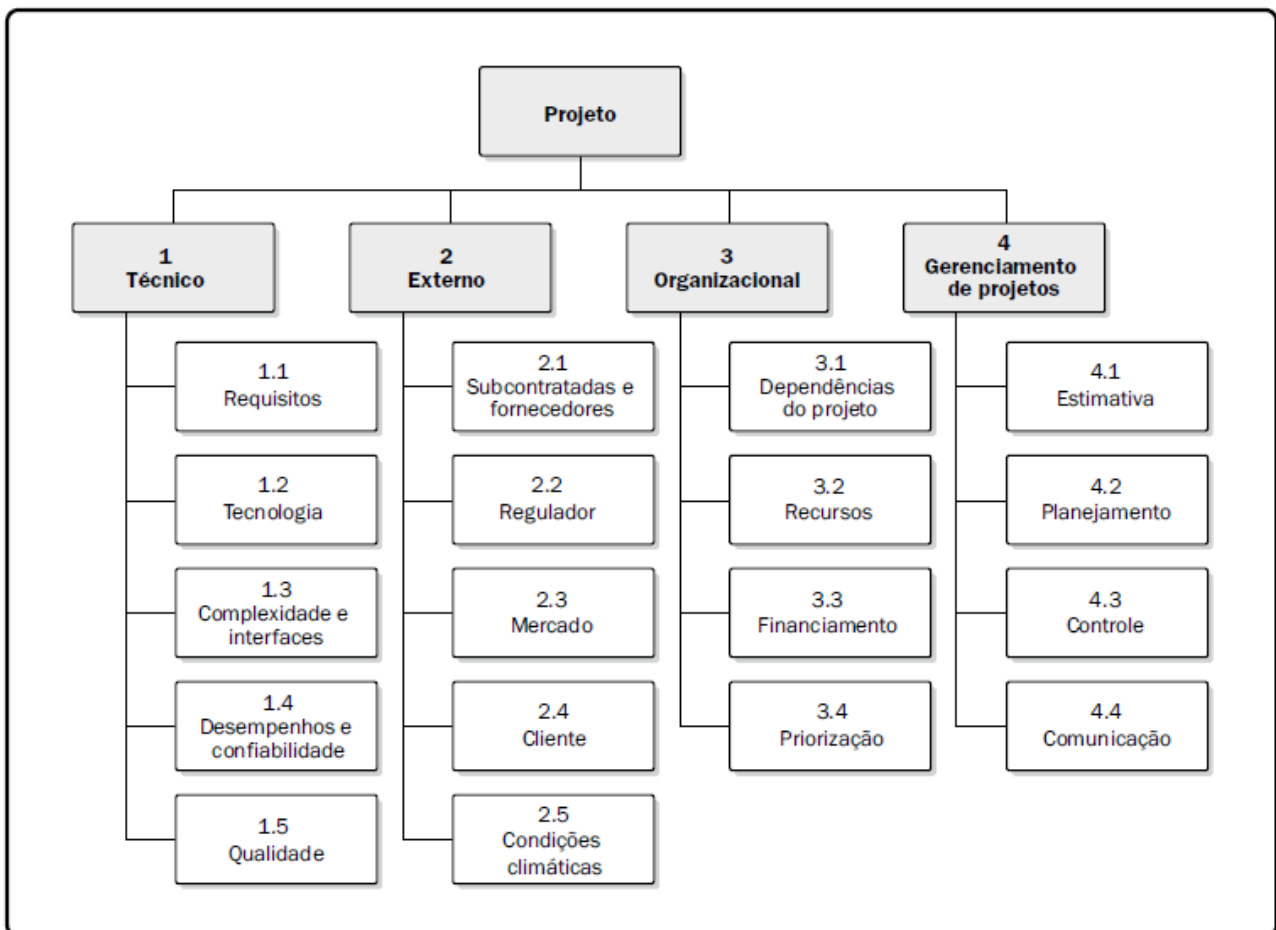 Projeto
1
Técnico
2
Externo
3
Organizacional
4
Gerenciamento
de projetos
1.1
Requisitos
1.2
Tecnologia
1.3
Complexidade e
interfaces
1.4
Desempenhos e
confiabilidade
1.5
Qualidade
2.1
Subcontratadas e
fornecedores
2.2
Regulador
2.3
Mercado
2.4
Cliente
2.5
Condições
climáticas
3.1
Dependências
do projeto
3.2
Recursos
3.3
Financiamento
3.4
Priorização
4.1
Estimativa
4.2
Planejamento
4.3
Controle
4.4
Comunicação